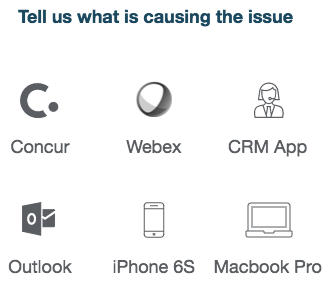 Tell us what is causing the issue
Concur Webex CRM App
Outlook iPhone 6S Macbook Pro